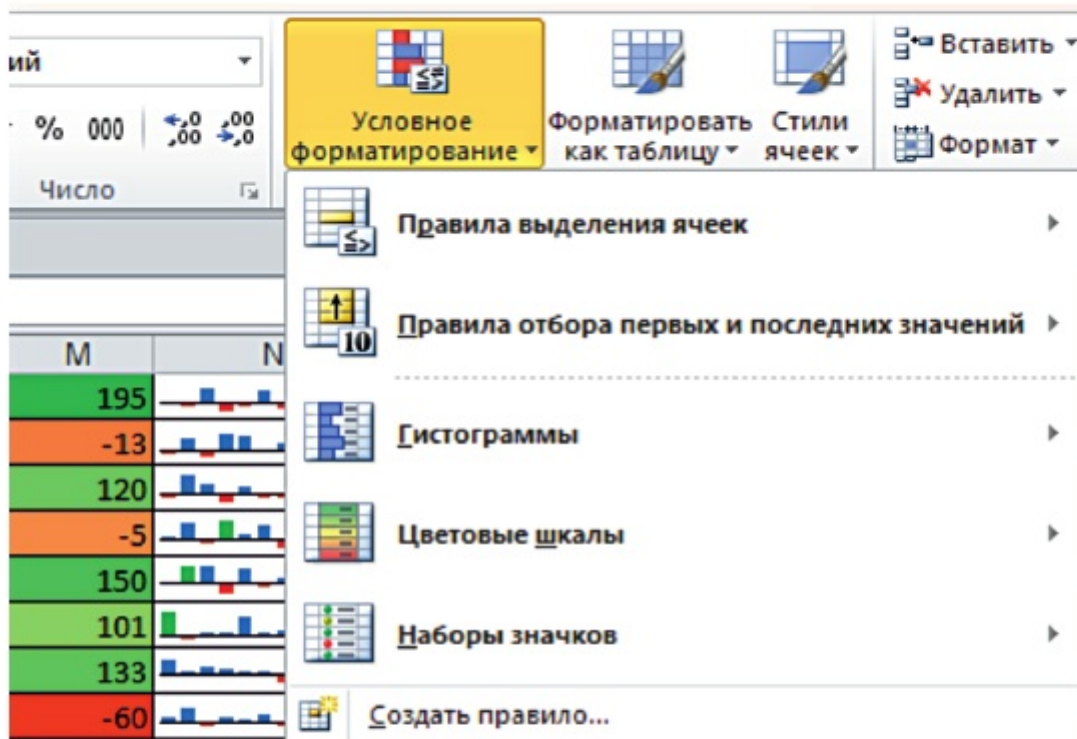 ий
% 000 ,00 ,00
Число
Условное
форматирование
Форматировать
как таблицу
Стили
ячеек
Вставить
Удалить
Формат
Правила выделения ячеек
Правила отбора первых и последних значений
10
Гистограммы
Цветовые шкалы
Наборы значков
Создать правило...
M N
195
-13
120
-5
150
101
133
-60